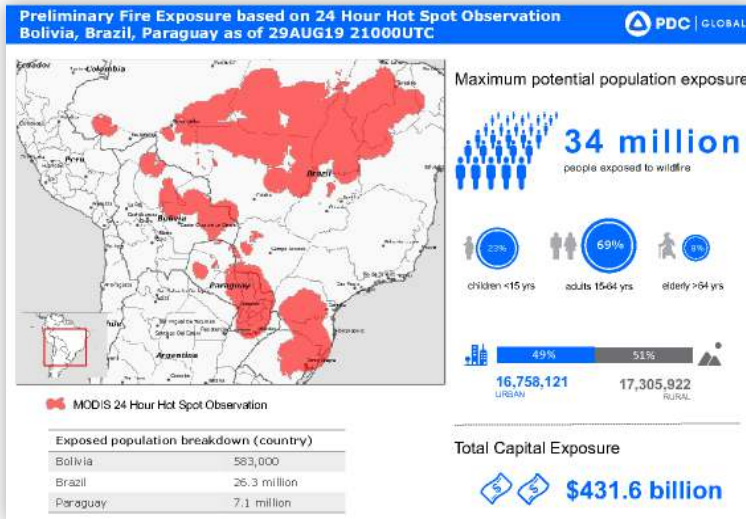 Preliminary Fire Exposure based on 24 Hour Hot Spot Observation
Bolivia, Brazil, Paraguay as of 29AUG19 21000UTC
PDC | GLOBAL
Ecuador
Colombia
Peru
Brazil
Bolivia
Paraguay
Argentina
MODIS 24 Hour Hot Spot Observation
Exposed population breakdown (country)
Bolivia 583,000
Brazil 26.3 million
Paraguay 7.1 million
Maximum potential population exposure
34 million
people exposed to wildfire
23% 69% 8%
children <15 yrs adults 15-64 yrs elderly >64 yrs
49% 51%
16,758,121 17,305,922
URBAN RURAL
Total Capital Exposure
$431.6 billion